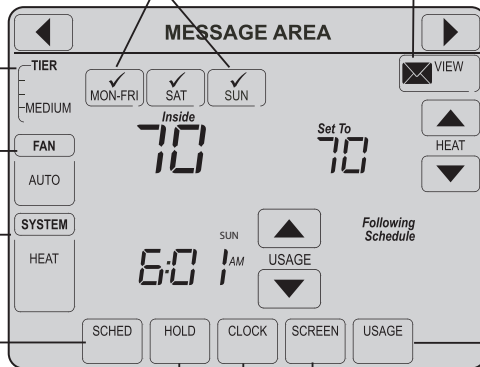 MESSAGE AREA
TIER
MEDIUM
MON-FRI SAT SUN
VIEW
Inside
70
Set To
70
HEAT
FAN
AUTO
SYSTEM
HEAT
Following
Schedule
SUN
6:01 AM
USAGE
SCHED HOLD CLOCK SCREEN USAGE